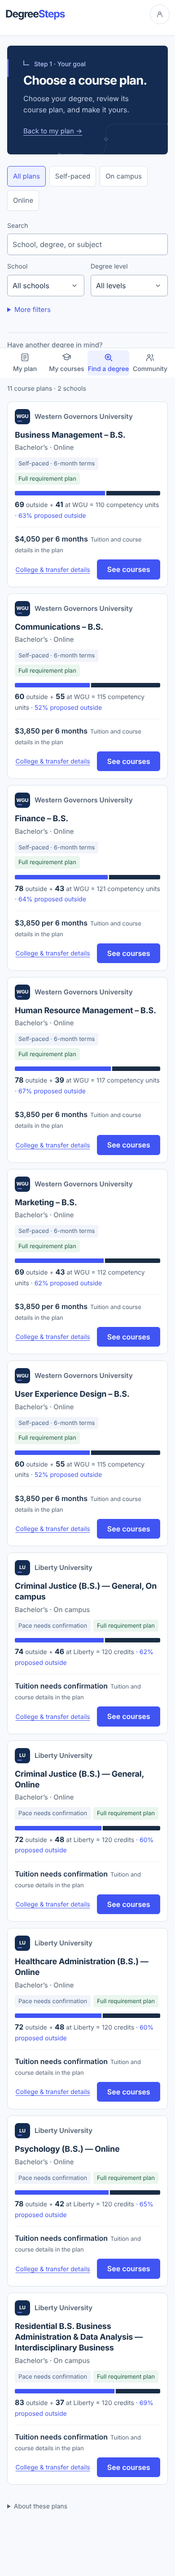 DegreeSteps
Step 1 · Your goal
Choose a course plan.
Choose your degree, review its
course plan, and make it yours.
Back to my plan →
All plans
Self-paced
On campus
Online
Search
School, degree, or subject
School
Degree level
All schools
All levels
More filters
Have another degree in mind?
My plan
My courses
Find a degree
Community
11 course plans · 2 schools
WGU
Western Governors University
Business Management – B.S.
Bachelor's · Online
Self-paced · 6-month terms
Full requirement plan
69 outside + 41 at WGU = 110 competency units
· 63% proposed outside
$4,050 per 6 months Tuition and course
details in the plan
College & transfer details
See courses
WGU
Western Governors University
Communications – B.S.
Bachelor's · Online
Self-paced · 6-month terms
Full requirement plan
60 outside + 55 at WGU = 115 competency
units · 52% proposed outside
$3,850 per 6 months Tuition and course
details in the plan
College & transfer details
See courses
WGU
Western Governors University
Finance – B.S.
Bachelor's · Online
Self-paced · 6-month terms
Full requirement plan
78 outside + 43 at WGU = 121 competency units
· 64% proposed outside
$3,850 per 6 months Tuition and course
details in the plan
College & transfer details
See courses
WGU
Western Governors University
Human Resource Management – B.S.
Bachelor's · Online
Self-paced · 6-month terms
Full requirement plan
78 outside + 39 at WGU = 117 competency units
· 67% proposed outside
$3,850 per 6 months Tuition and course
details in the plan
College & transfer details
See courses
WGU
Western Governors University
Marketing – B.S.
Bachelor's · Online
Self-paced · 6-month terms
Full requirement plan
69 outside + 43 at WGU = 112 competency
units · 62% proposed outside
$3,850 per 6 months Tuition and course
details in the plan
College & transfer details
See courses
WGU
Western Governors University
User Experience Design – B.S.
Bachelor's · Online
Self-paced · 6-month terms
Full requirement plan
60 outside + 55 at WGU = 115 competency
units · 52% proposed outside
$3,850 per 6 months Tuition and course
details in the plan
College & transfer details
See courses
LU
Liberty University
Criminal Justice (B.S.) — General, On
campus
Bachelor's · On campus
Pace needs confirmation
Full requirement plan
74 outside + 46 at Liberty = 120 credits · 62%
proposed outside
Tuition needs confirmation Tuition and
course details in the plan
College & transfer details
See courses
LU
Liberty University
Criminal Justice (B.S.) — General,
Online
Bachelor's · Online
Pace needs confirmation
Full requirement plan
72 outside + 48 at Liberty = 120 credits · 60%
proposed outside
Tuition needs confirmation Tuition and
course details in the plan
College & transfer details
See courses
LU
Liberty University
Healthcare Administration (B.S.) —
Online
Bachelor's · Online
Pace needs confirmation
Full requirement plan
72 outside + 48 at Liberty = 120 credits · 60%
proposed outside
Tuition needs confirmation Tuition and
course details in the plan
College & transfer details
See courses
LU
Liberty University
Psychology (B.S.) — Online
Bachelor's · Online
Pace needs confirmation
Full requirement plan
78 outside + 42 at Liberty = 120 credits · 65%
proposed outside
Tuition needs confirmation Tuition and
course details in the plan
College & transfer details
See courses
LU
Liberty University
Residential B.S. Business
Administration & Data Analysis —
Interdisciplinary Business
Bachelor's · On campus
Pace needs confirmation
Full requirement plan
83 outside + 37 at Liberty = 120 credits · 69%
proposed outside
Tuition needs confirmation Tuition and
course details in the plan
College & transfer details
See courses
About these plans